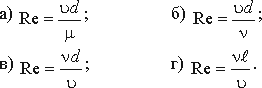 а) Re = υd/μ; б) Re = υd/ν;
в) Re = νd/υ; г) Re = νℓ/υ.